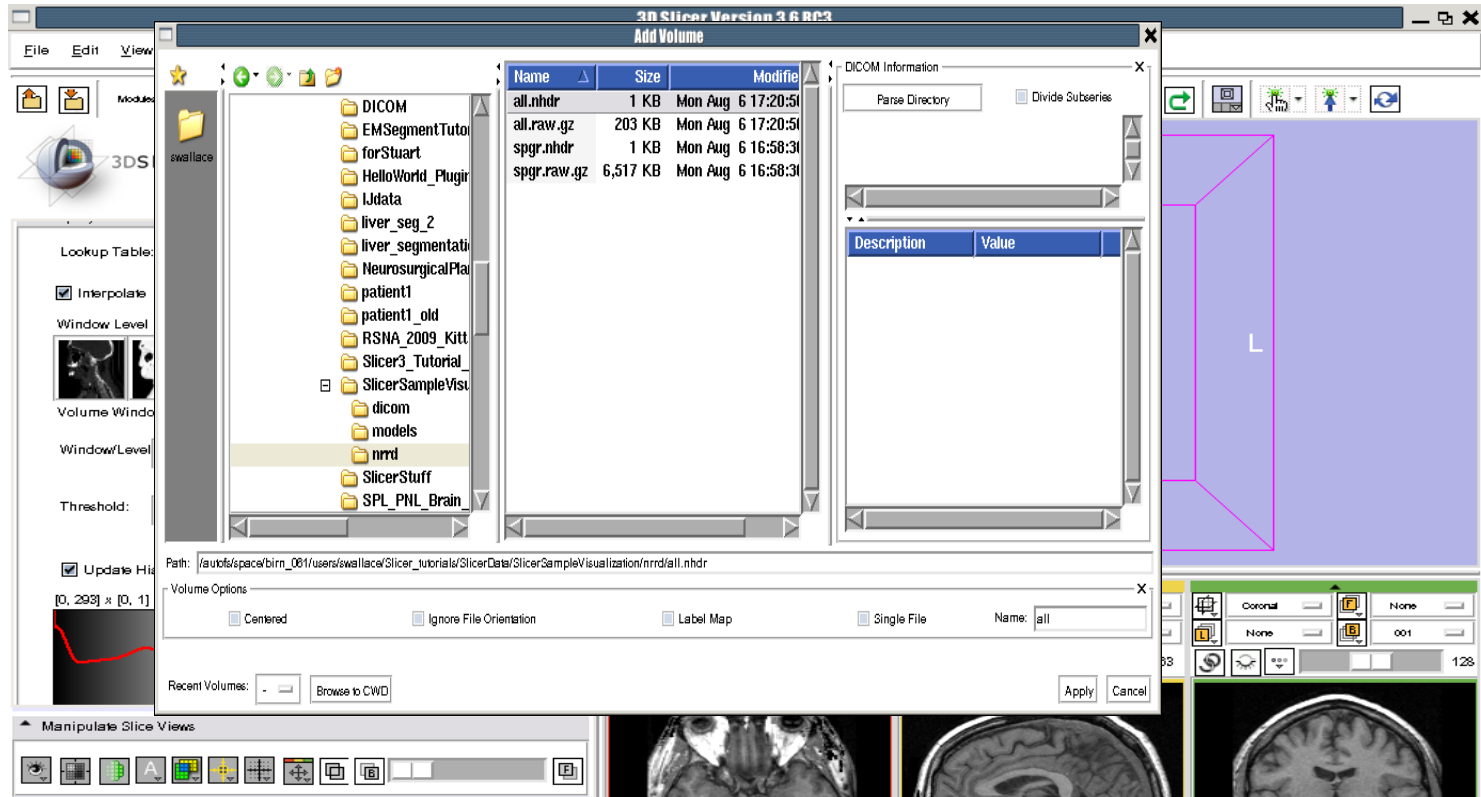 3D Slicer Version 3.6 RC3
Add Volume
File Edit View
Modules
3DS
swallace
Lookup Table:
Interpolate
Window Level
Volume Windo
Window/Level
Threshold:
Update His
[0, 293] x [0, 1]
DICOM
EMSegmentTutor
forStuart
HelloWorld_Plugin
IJdata
liver_seg_2
liver_segmentati
NeurosurgicalPla
patient1
patient1_old
RSNA_2009_Kitt
Slicer3_Tutorial_
SlicerSampleVisu
dicom
models
nrrd
SlicerStuff
SPL_PNL_Brain_
Name Size Modifie
all.nhdr 1 KB Mon Aug 6 17:20:50
all.raw.gz 203 KB Mon Aug 6 17:20:50
spgr.nhdr 1 KB Mon Aug 6 16:58:30
spgr.raw.gz 6,517 KB Mon Aug 6 16:58:30
DICOM Information
Parse Directory
Divide Subseries
Description Value
Path: /autofs/space/birn_061/users/swallace/Slicer_tutorials/SlicerData/SlicerSampleVisualization/nrrd/all.nhdr
Volume Options
Centered
Ignore File Orientation
Label Map
Single File
Name: all
Recent Volumes: -
Browse to CWD
Apply
Cancel
L
Coronal F None
L None B 001
63
128
Manipulate Slice Views
A
B
F